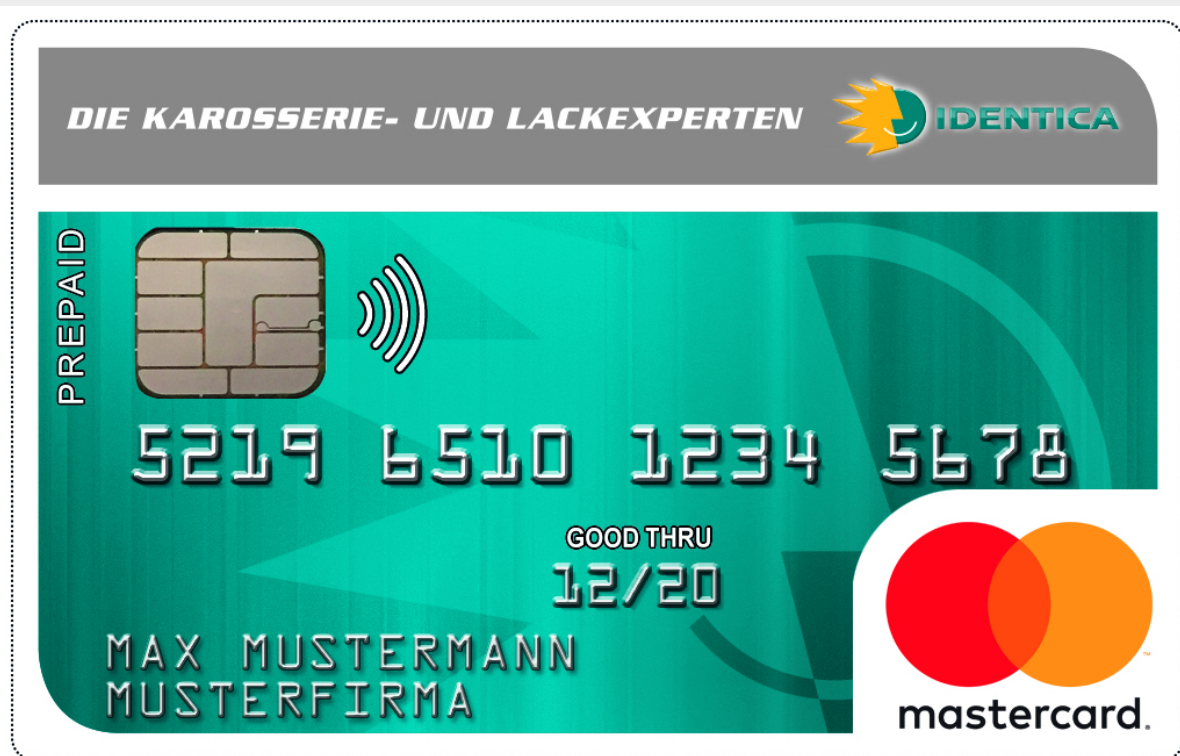 DIE KAROSSERIE- UND LACKEXPERTEN IDENTICA
PREPAID
5219 6510 1234 5678
GOOD THRU
12/20
MAX MUSTERMANN
MUSTERFIRMA
mastercard.